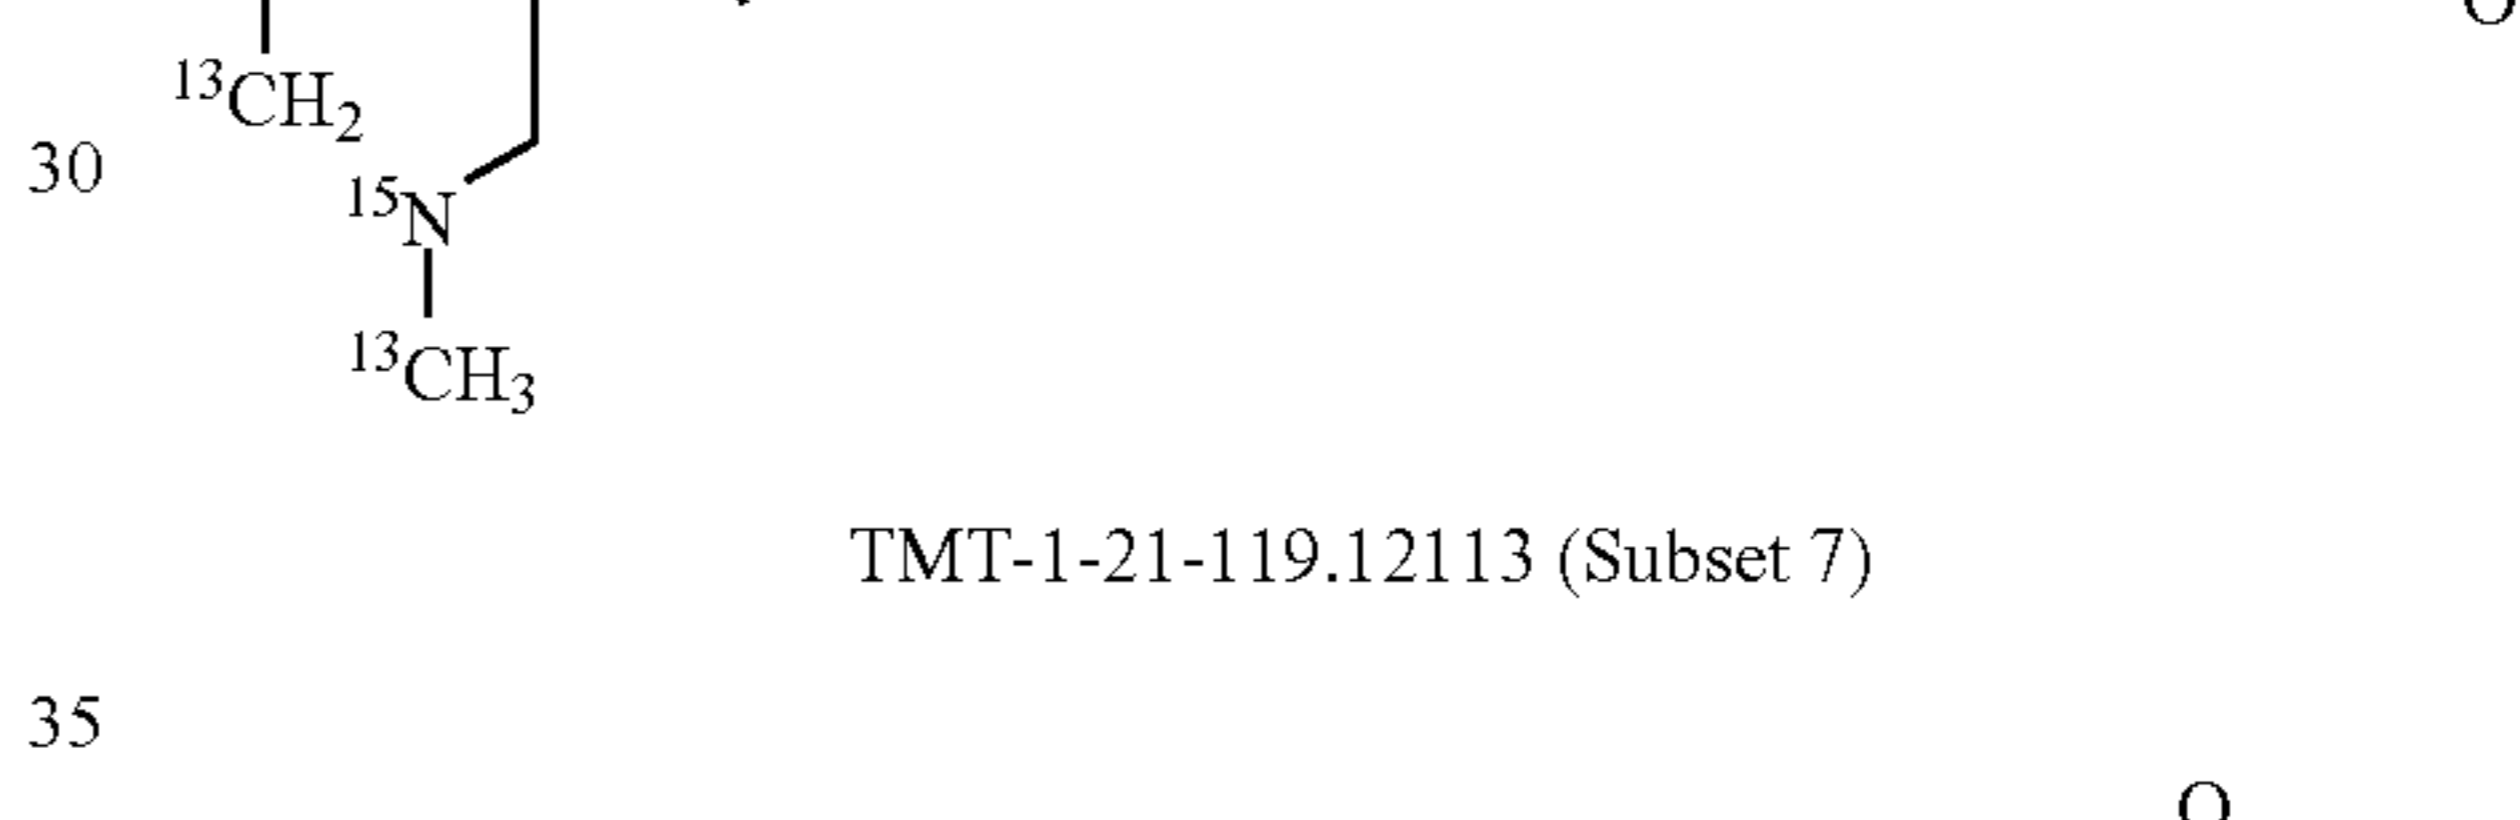 O
¹³CH₂
30
¹⁵N
¹³CH₃
TMT-1-21-119.12113 (Subset 7)
35
O